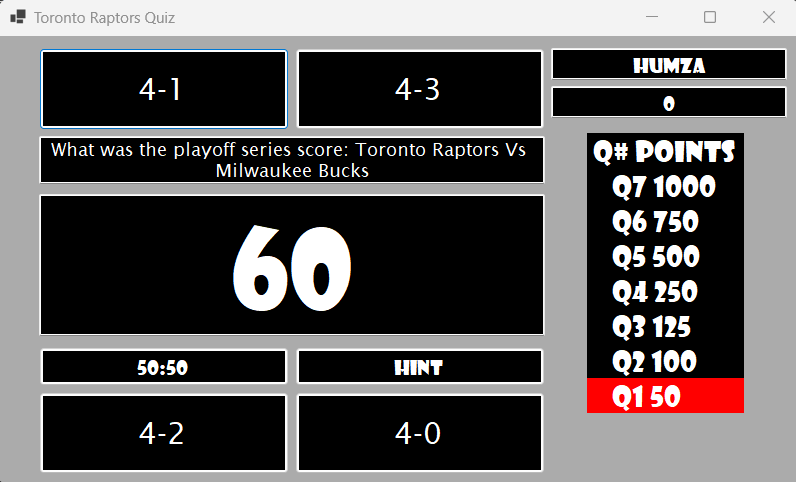 Toronto Raptors Quiz
4-1
4-3
What was the playoff series score: Toronto Raptors Vs
Milwaukee Bucks
60
50:50
HINT
4-2
4-0
HUMZA
0
Q# POINTS
Q7 1000
Q6 750
Q5 500
Q4 250
Q3 125
Q2 100
Q1 50